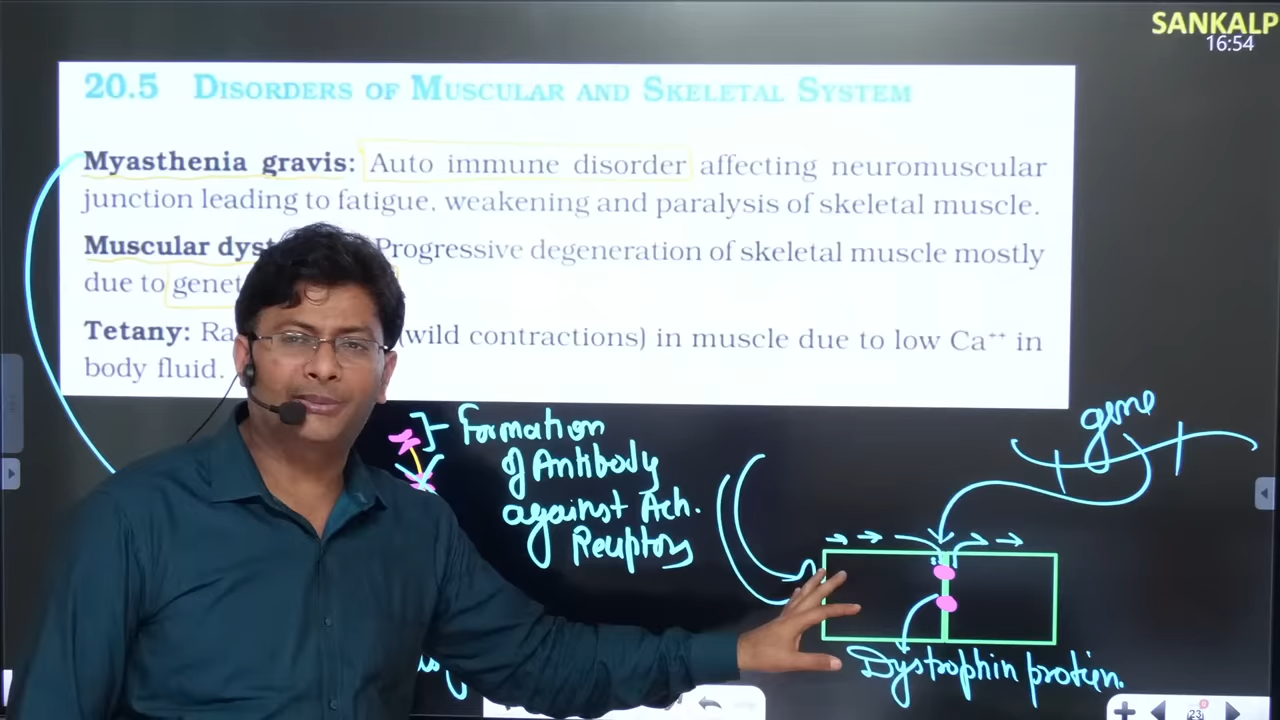 SANKALP
16:54
20.5 DISORDERS OF MUSCULAR AND SKELETAL SYSTEM
Myasthenia gravis: Auto immune disorder affecting neuromuscular
junction leading to fatigue, weakening and paralysis of skeletal muscle.
Muscular dys Progressive degeneration of skeletal muscle mostly
due to genet
Tetany: Ra (wild contractions) in muscle due to low Ca⁺⁺ in
body fluid.
gene
Formation
of Antibody
against Ach.
Reuptors
Dystrophin protien.
23